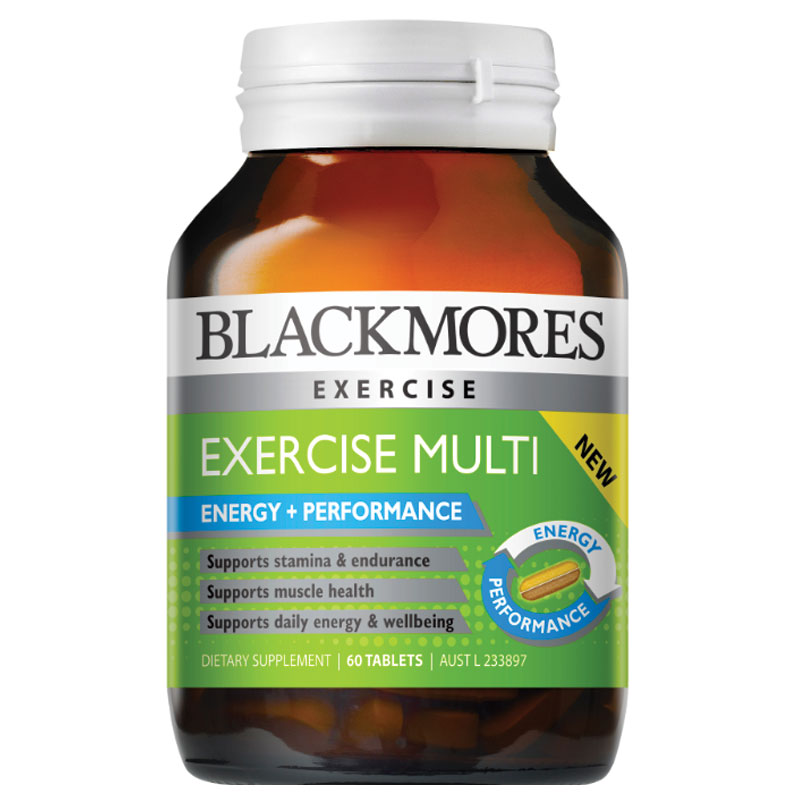 BLACKMORES
EXERCISE
EXERCISE MULTI
NEW
ENERGY + PERFORMANCE
Supports stamina & endurance
Supports muscle health
Supports daily energy & wellbeing
ENERGY
PERFORMANCE
DIETARY SUPPLEMENT | 60 TABLETS | AUST L 233897